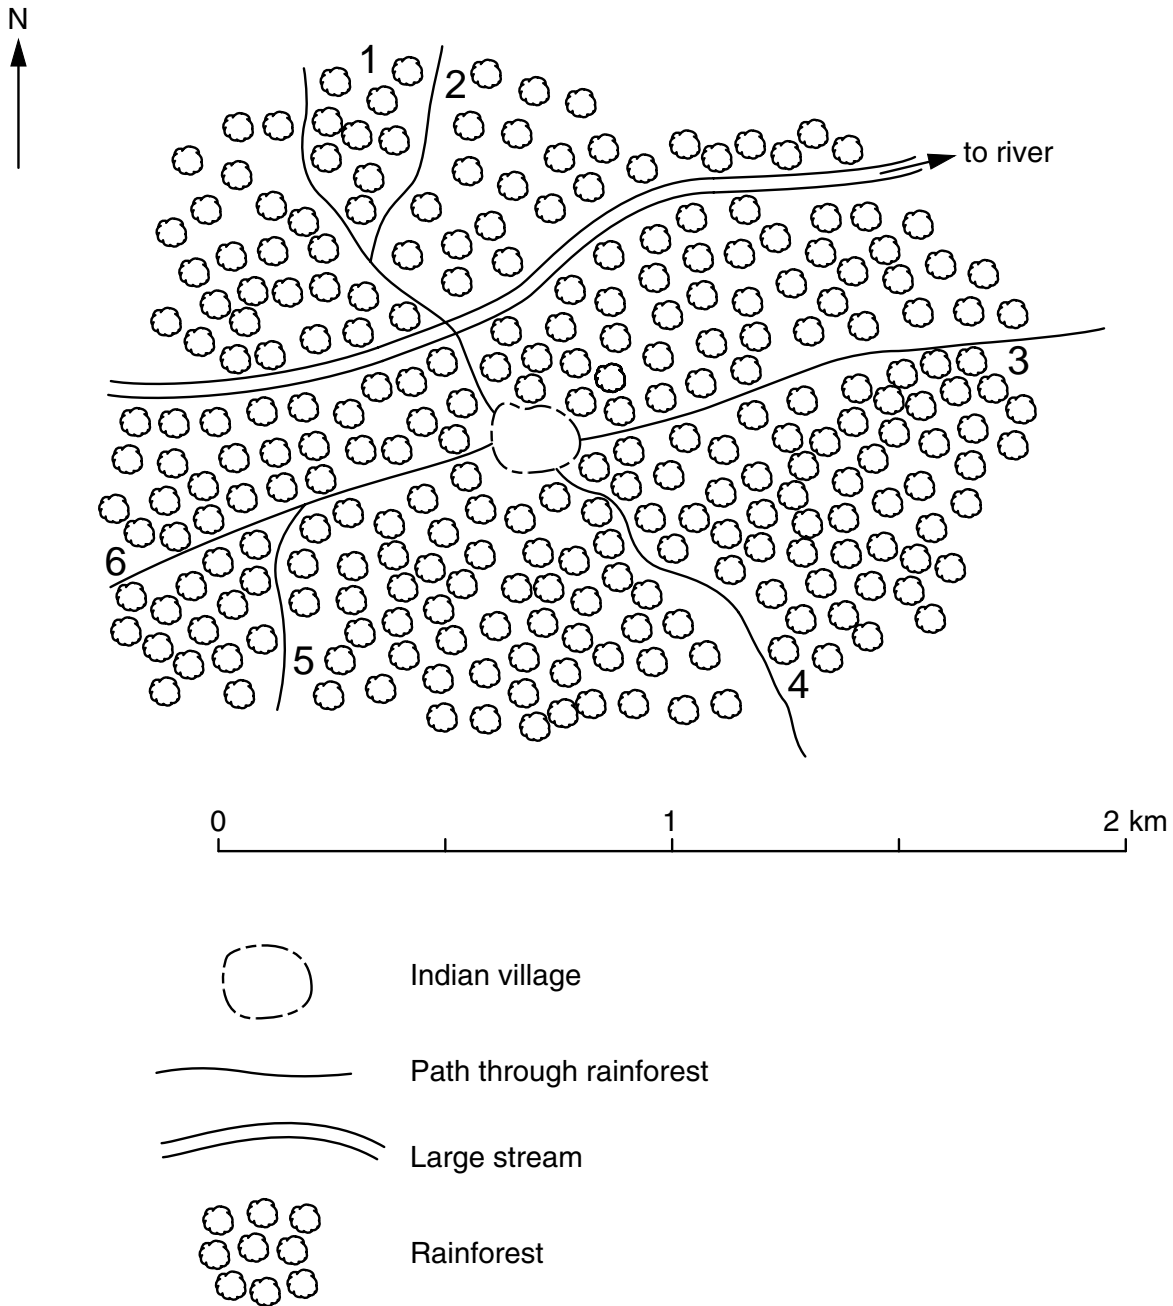 N
1
2
to river
3
6
5
4
0 1 2 km
Indian village
Path through rainforest
Large stream
Rainforest